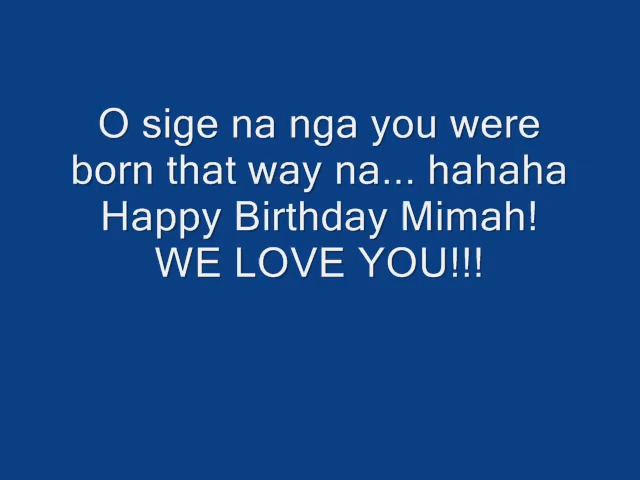 O sige na nga you were
born that way na... hahaha
Happy Birthday Mimah!
WE LOVE YOU!!!